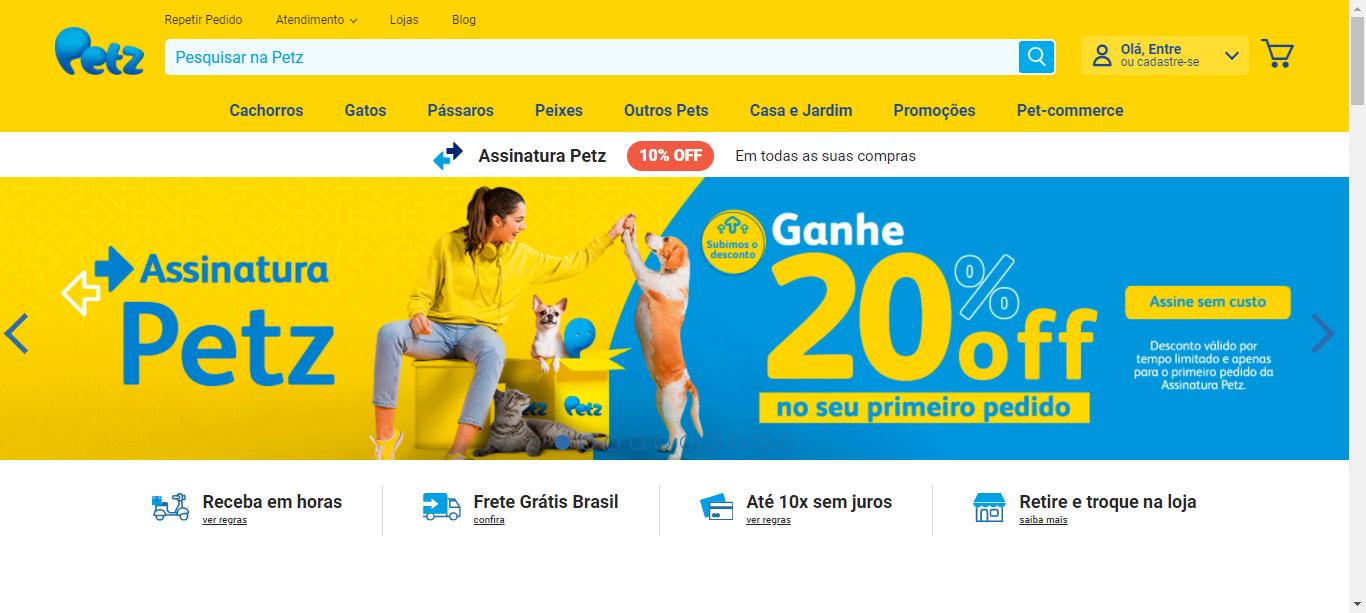 Repetir Pedido
Atendimento
Lojas
Blog
Petz
Pesquisar na Petz
Olá, Entre
ou cadastre-se
Cachorros
Gatos
Pássaros
Peixes
Outros Pets
Casa e Jardim
Promoções
Pet-commerce
Assinatura Petz
10% OFF
Em todas as suas compras
Assinatura
Petz
Petz
Subimos o
desconto
Ganhe
20% off
no seu primeiro pedido
Assine sem custo
Desconto válido por
tempo limitado e apenas
para o primeiro pedido da
Assinatura Petz.
Receba em horas
ver regras
Frete Grátis Brasil
confira
Até 10x sem juros
ver regras
Retire e troque na loja
saiba mais